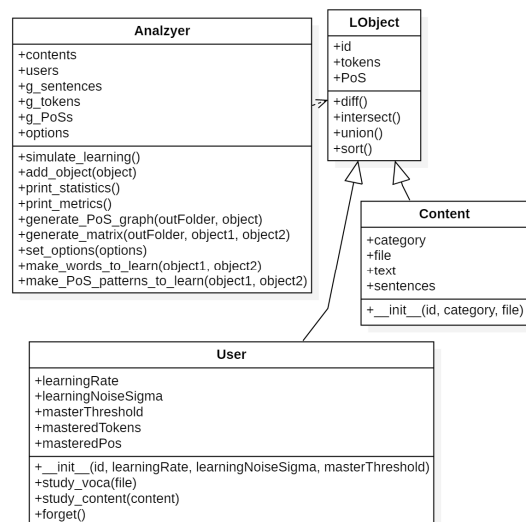 Analzyer
+contents
+users
+g_sentences
+g_tokens
+g_PoSs
+options
+simulate_learning()
+add_object(object)
+print_statistics()
+print_metrics()
+generate_PoS_graph(outFolder, object)
+generate_matrix(outFolder, object1, object2)
+set_options(options)
+make_words_to_learn(object1, object2)
+make_PoS_patterns_to_learn(object1, object2)
LObject
+id
+tokens
+PoS
+diff()
+intersect()
+union()
+sort()
Content
+category
+file
+text
+sentences
+__init__(id, category, file)
User
+learningRate
+learningNoiseSigma
+masterThreshold
+masteredTokens
+masteredPos
+__init__(id, learningRate, learningNoiseSigma, masterThreshold)
+study_voca(file)
+study_content(content)
+forget()